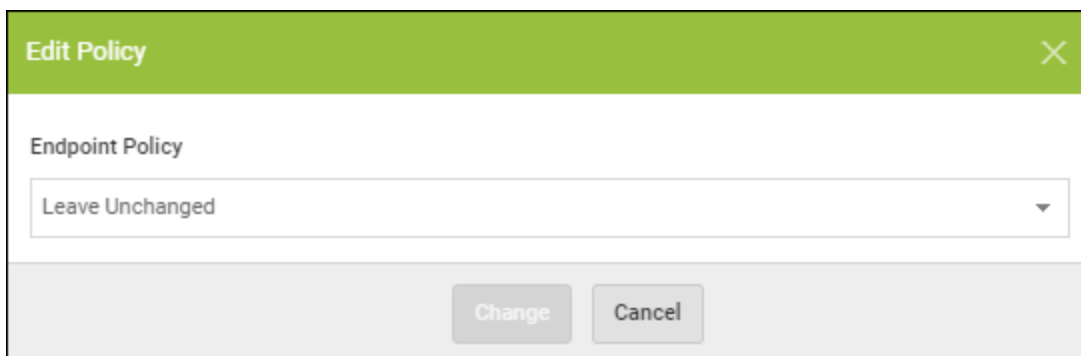 Edit Policy
Endpoint Policy
Leave Unchanged
Change
Cancel